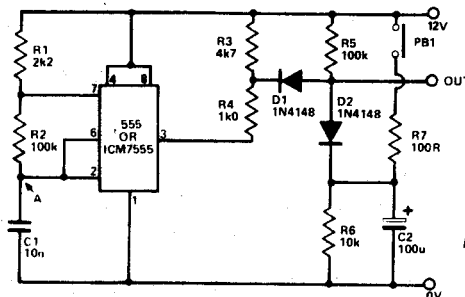 12V
R1
2k2
R3
4k7
R5
100k
PB1
4
8
7
OUT
R4
1k0
D1
1N4148
D2
1N4148
555
OR
ICM7555
R2
100k
6
3
2
R7
100R
A
1
C1
10n
R6
10k
+
C2
100u
0V